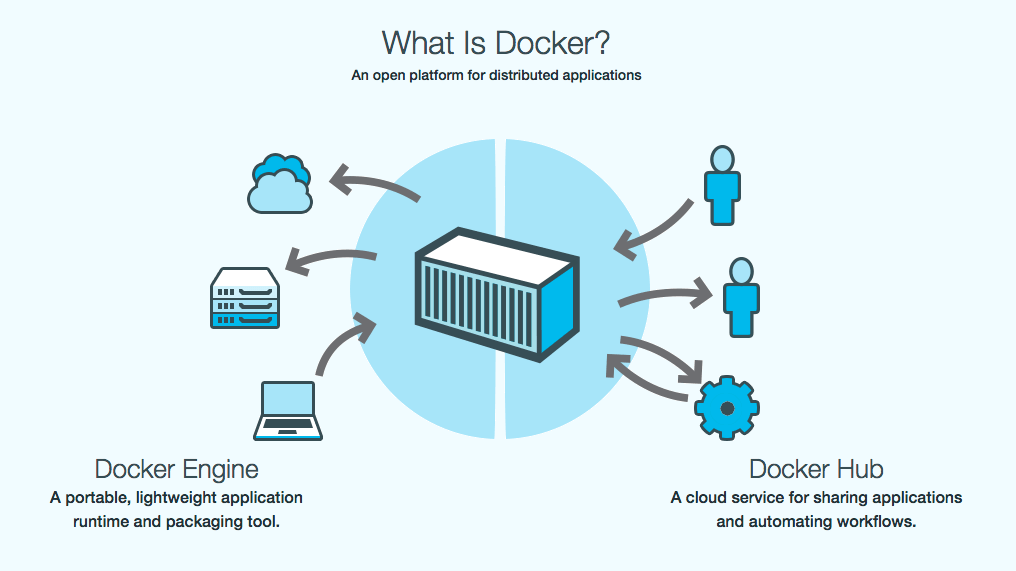 What Is Docker?
An open platform for distributed applications
Docker Engine
A portable, lightweight application
runtime and packaging tool.
Docker Hub
A cloud service for sharing applications
and automating workflows.